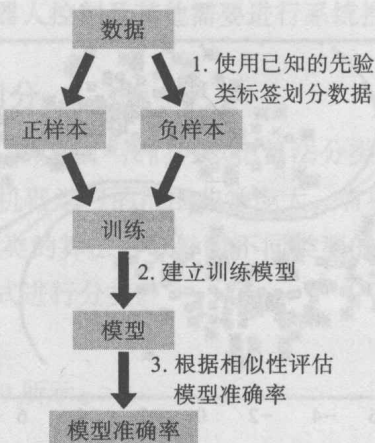 数据
1. 使用已知的先验
类标签划分数据
正样本
负样本
训练
2. 建立训练模型
模型
3. 根据相似性评估
模型准确率
模型准确率